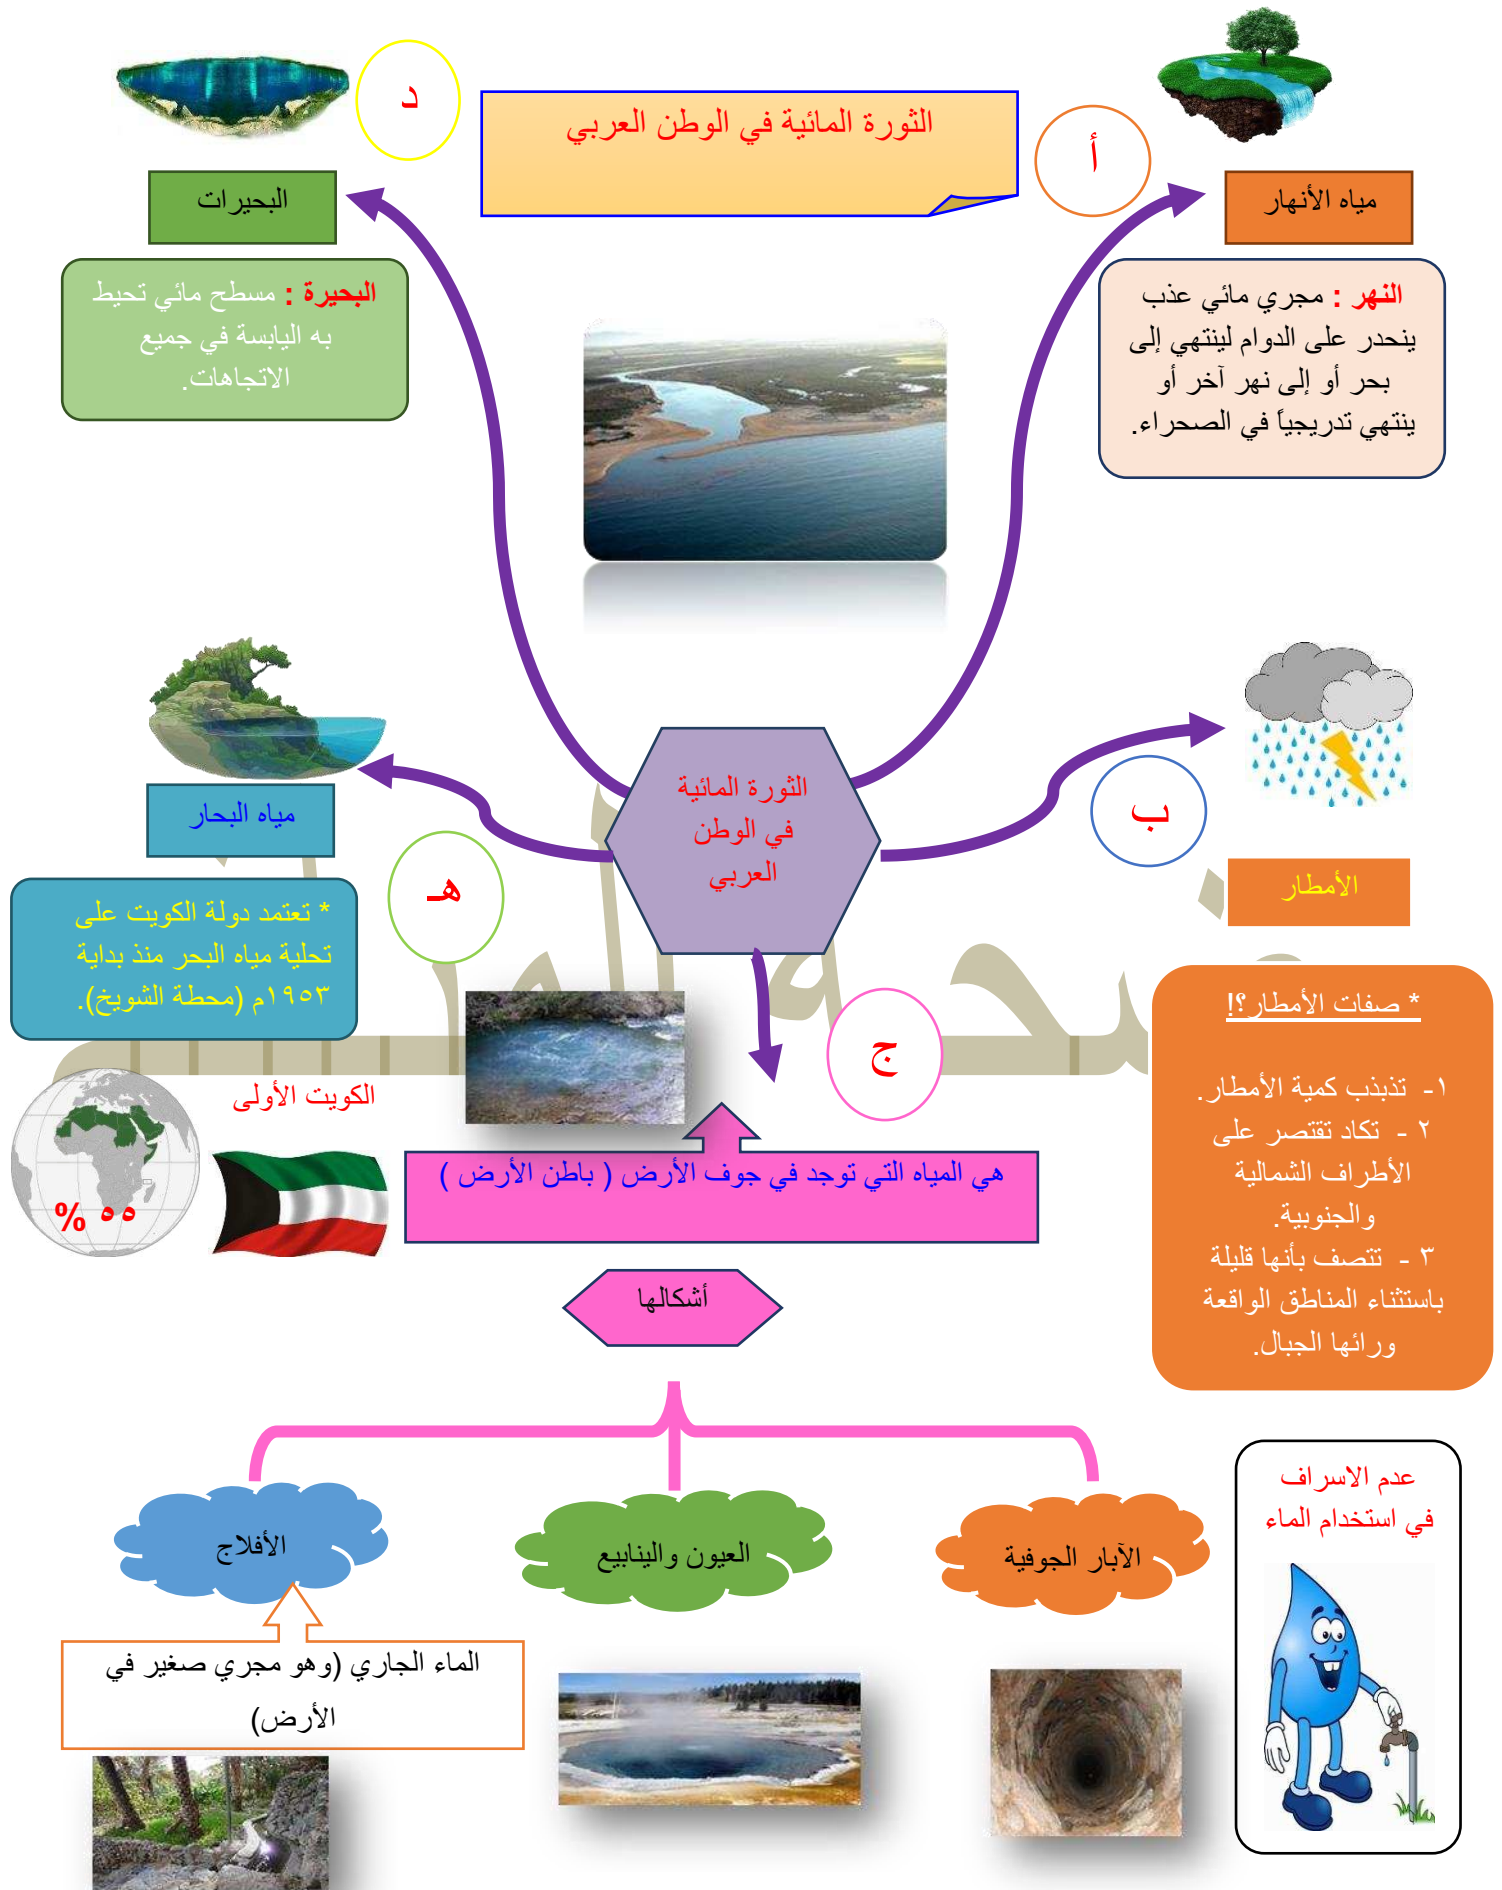 الثورة المائية في الوطن العربي
أ
مياه الأنهار
النهر : مجري مائي عذب
ينحدر على الدوام لينتهي إلى
بحر أو إلى نهر آخر أو
ينتهي تدريجياً في الصحراء.
د
البحيرات
البحيرة : مسطح مائي تحيط
به اليابسة في جميع
الاتجاهات.
الثورة المائية
في الوطن
العربي
ب
الأمطار
* صفات الأمطار؟!
١- تذبذب كمية الأمطار.
٢ - تكاد تقتصر على
الأطراف الشمالية
والجنوبية.
٣ - تتصف بأنها قليلة
باستثناء المناطق الواقعة
ورائها الجبال.
هـ
مياه البحار
* تعتمد دولة الكويت على
تحلية مياه البحر منذ بداية
١٩٥٣م (محطة الشويخ).
الكويت الأولى
٥٥ %
ج
هي المياه التي توجد في جوف الأرض ( باطن الأرض )
أشكالها
الآبار الجوفية
العيون والينابيع
الأفلاج
الماء الجاري (وهو مجري صغير في
الأرض)
عدم الاسراف
في استخدام الماء